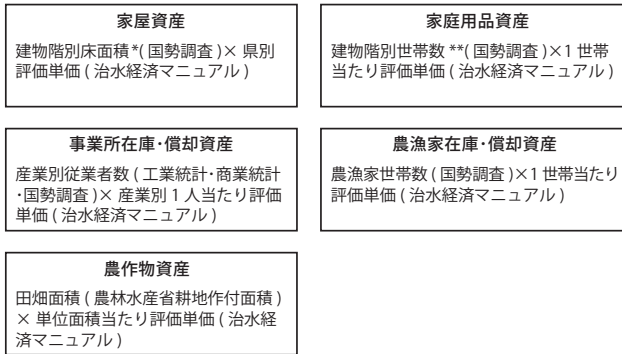 家屋資産
建物階別床面積*(国勢調査)× 県別
評価単価(治水経済マニュアル)
家庭用品資産
建物階別世帯数**(国勢調査)×1世帯
当たり評価単価(治水経済マニュアル)
事業所在庫・償却資産
産業別従業者数(工業統計・商業統計
・国勢調査)× 産業別1人当たり評価
単価(治水経済マニュアル)
農漁家在庫・償却資産
農漁家世帯数(国勢調査)×1世帯当たり
評価単価(治水経済マニュアル)
農作物資産
田畑面積(農林水産省耕地作付面積)
× 単位面積当たり評価単価(治水経
済マニュアル)